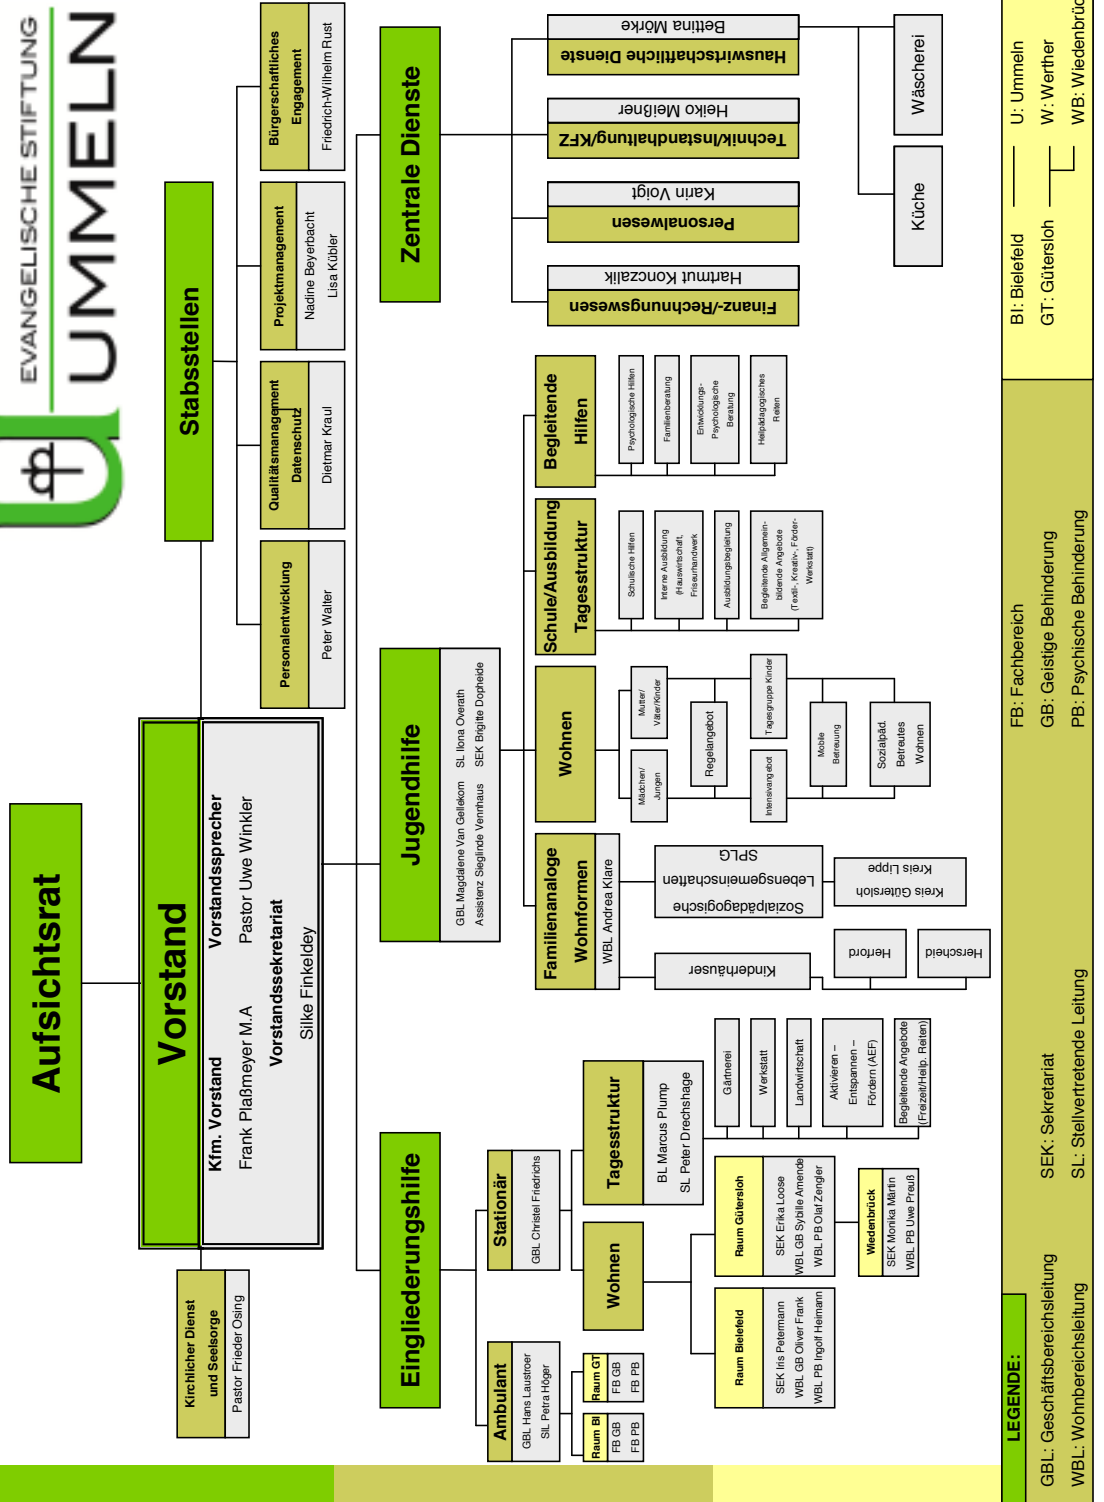 EVANGELISCHE STIFTUNG
UMMELN
Aufsichtsrat
Vorstand
Kfm. Vorstand
Vorstandssprecher
Frank Plaßmeyer M.A
Pastor Uwe Winkler
Vorstandssekretariat
Silke Finkeldey
Kirchlicher Dienst
und Seelsorge
Pastor Frieder Osing
Stabsstellen
Personalentwicklung
Peter Walter
Qualitätsmanagement
Datenschutz
Dietmar Kraul
Projektmanagement
Nadine Beyerbacht
Lisa Kübler
Bürgerschaftliches
Engagement
Friedrich-Wilhelm Rust
Eingliederungshilfe
Ambulant
GBL Hans Laustroer
SIL Petra Höger
Raum BI
FB GB
FB PB
Raum GT
FB GB
FB PB
Stationär
GBL Christel Friedrichs
Wohnen
Raum Bielefeld
SEK Iris Petermann
WBL GB Oliver Frank
WBL PB Ingolf Heimann
Raum Gütersloh
SEK Erika Loose
WBL GB Sybille Amende
WBL PB Olaf Zengler
Wiedenbrück
SEK Monika Märtin
WBL PB Uwe Preuß
Tagesstruktur
BL Marcus Plump
SL Peter Drechshage
Gärtnerei
Werkstatt
Landwirtschaft
Aktivieren –
Entspannen –
Fördern (AEF)
Begleitende Angebote
(Freizeit/Heilp. Reiten)
Jugendhilfe
GBL Magdalene Van Gellekom
SL Ilona Overath
Assistenz Sieglinde Vennhaus
SEK Brigitte Dopheide
Familienanaloge
Wohnformen
WBL Andrea Klare
Kinderhäuser
Herford
Herscheid
Sozialpädagogische
Lebensgemeinschaften
SPLG
Kreis Gütersloh
Kreis Lippe
Wohnen
Mädchen/
Jungen
Mutter/
Väter/Kinder
Regelangebot
Intensivangebot
Tagesgruppe Kinder
Mobile
Betreuung
Sozialpäd.
Betreutes
Wohnen
Schule/Ausbildung
Tagesstruktur
Schulische Hilfen
Interne Ausbildung
(Hauswirtschaft,
Friseurhandwerk
Ausbildungsbegleitung
Begleitende Allgemein-
bildende Angebote
(Textil-, Kreativ-, Förder-
Werkstatt)
Begleitende
Hilfen
Psychologische Hilfen
Familienberatung
Entwicklungs-
Psychologische
Beratung
Heilpädagogisches
Reiten
Zentrale Dienste
Finanz-/Rechnungswesen
Hartmut Konczalik
Personalwesen
Karin Voigt
Technik/Instandhaltung/KFZ
Heiko Meißner
Hauswirtschaftliche Dienste
Bettina Mörke
Küche
Wäscherei
LEGENDE:
GBL: Geschäftsbereichsleitung
SEK: Sekretariat
FB: Fachbereich
BI: Bielefeld
U: Ummeln
GB: Geistige Behinderung
GT: Gütersloh
W: Werther
WBL: Wohnbereichsleitung
SL: Stellvertretende Leitung
PB: Psychische Behinderung
WB: Wiedenbrüc